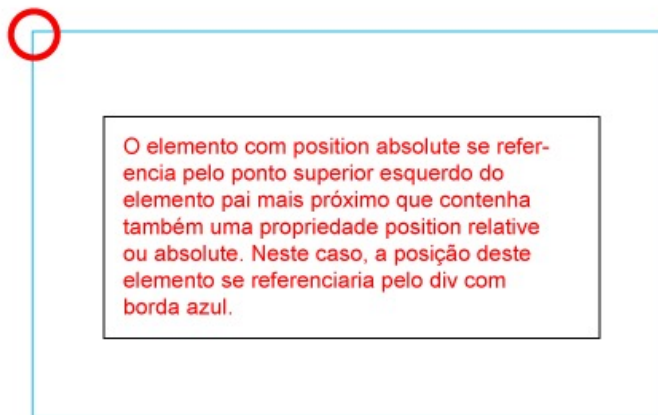 O elemento com position absolute se refer-
encia pelo ponto superior esquerdo do
elemento pai mais próximo que contenha
também uma propriedade position relative
ou absolute. Neste caso, a posição deste
elemento se referenciaria pelo div com
borda azul.